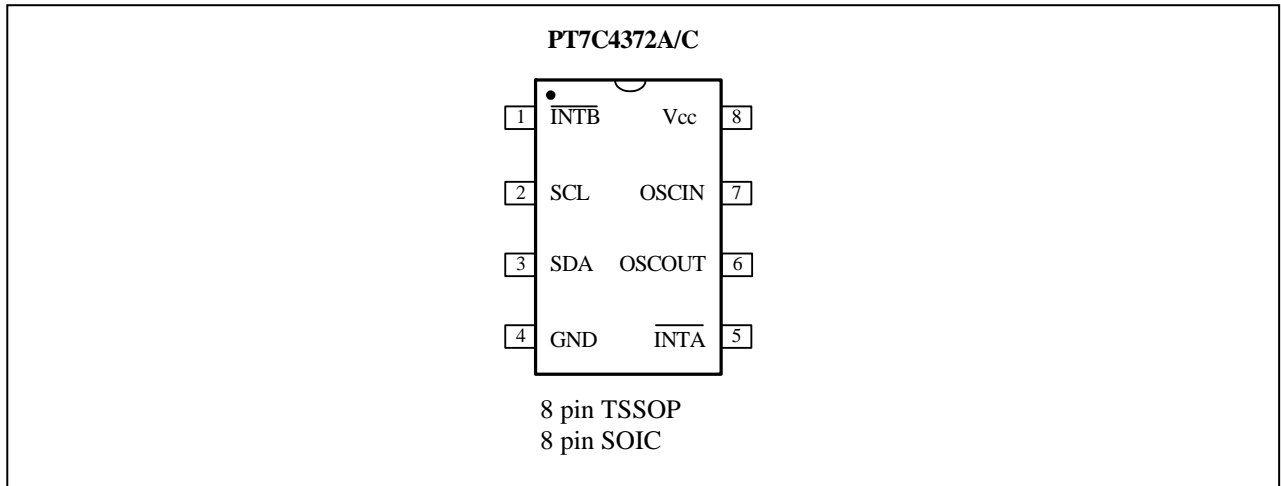 PT7C4372A/C
1 INTB Vcc 8
2 SCL OSCIN 7
3 SDA OSCOUT 6
4 GND INTA 5
8 pin TSSOP
8 pin SOIC